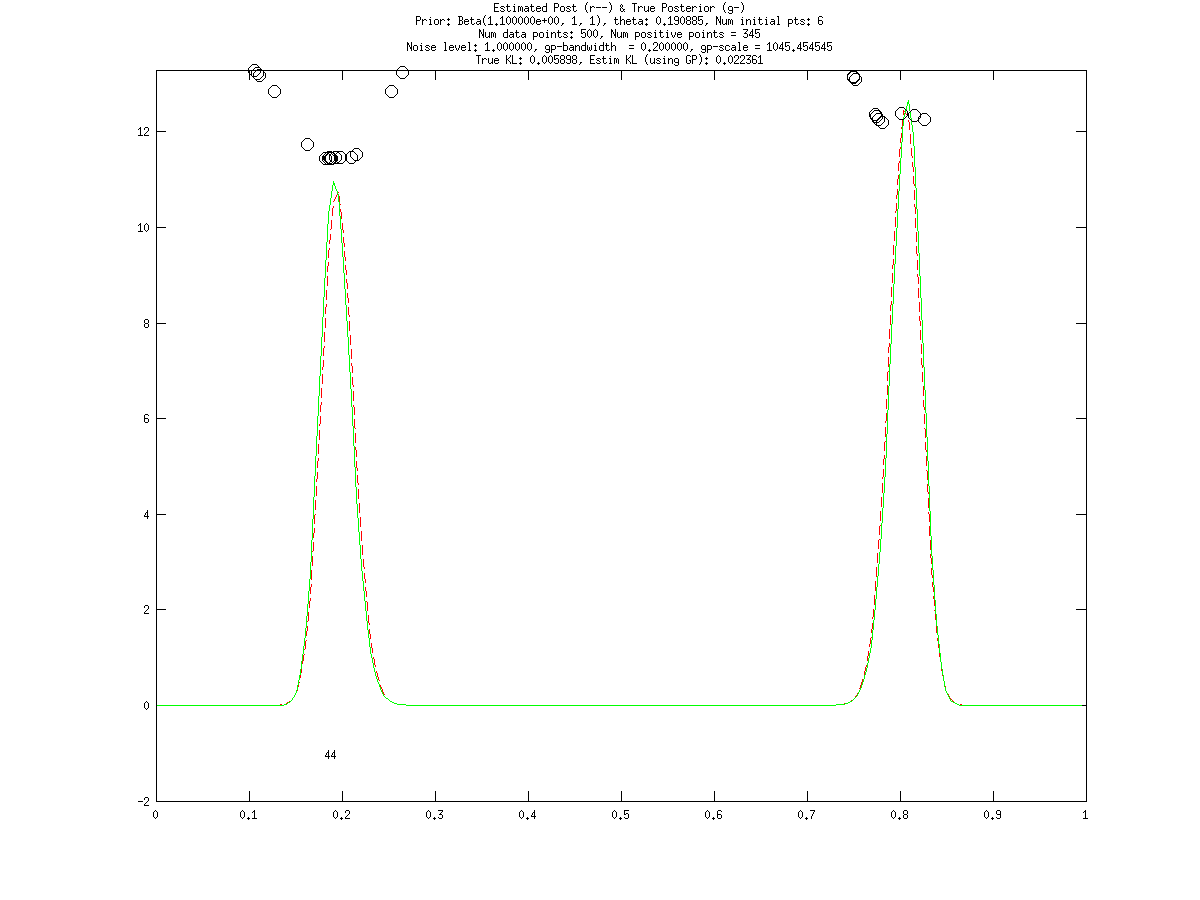 Estimated Post (r--) & True Posterior (g-)
Prior: Beta(1.100000e+00, 1, 1), theta: 0.190885, Num initial pts: 6
Num data points: 500, Num positive points = 345
Noise level: 1.000000, gp-bandwidth  = 0.200000, gp-scale = 1045.454545
True KL: 0.005898, Estim KL (using GP): 0.022361
12
10
8
6
4
2
0
44
-2
0 0.1 0.2 0.3 0.4 0.5 0.6 0.7 0.8 0.9 1